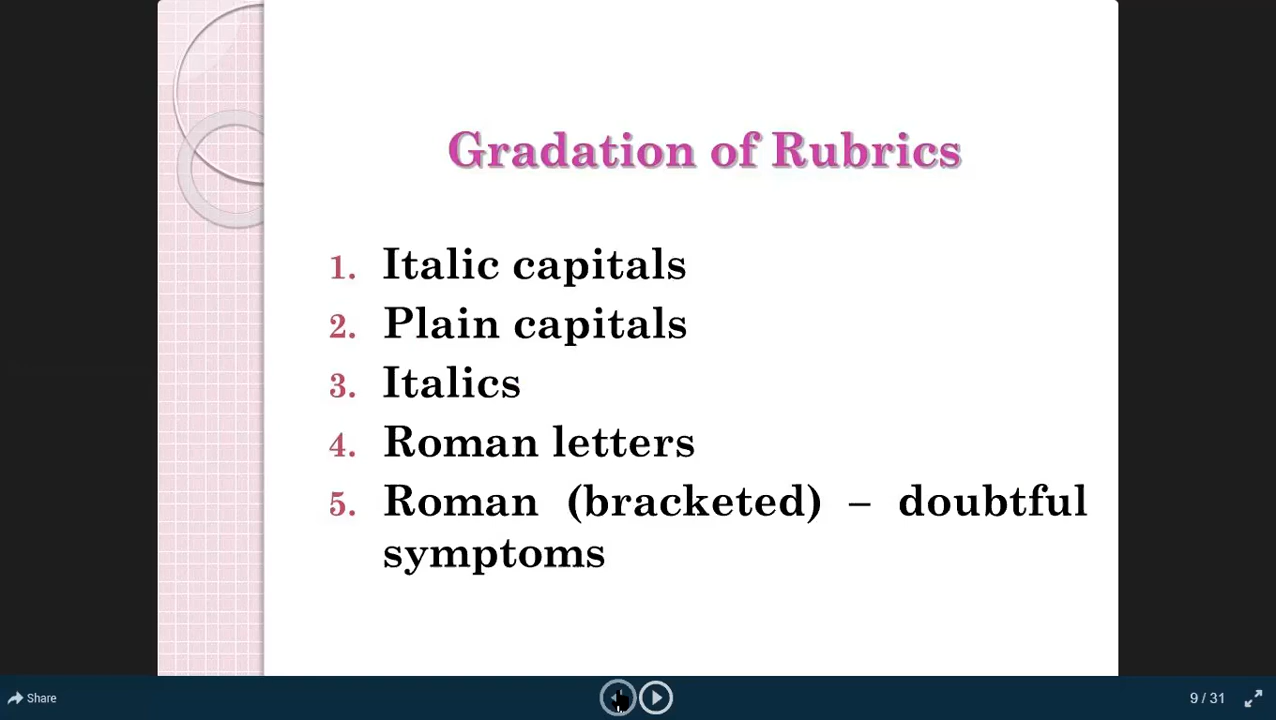 Gradation of Rubrics
1. Italic capitals
2. Plain capitals
3. Italics
4. Roman letters
5. Roman (bracketed) – doubtful
symptoms
Share
9 / 31